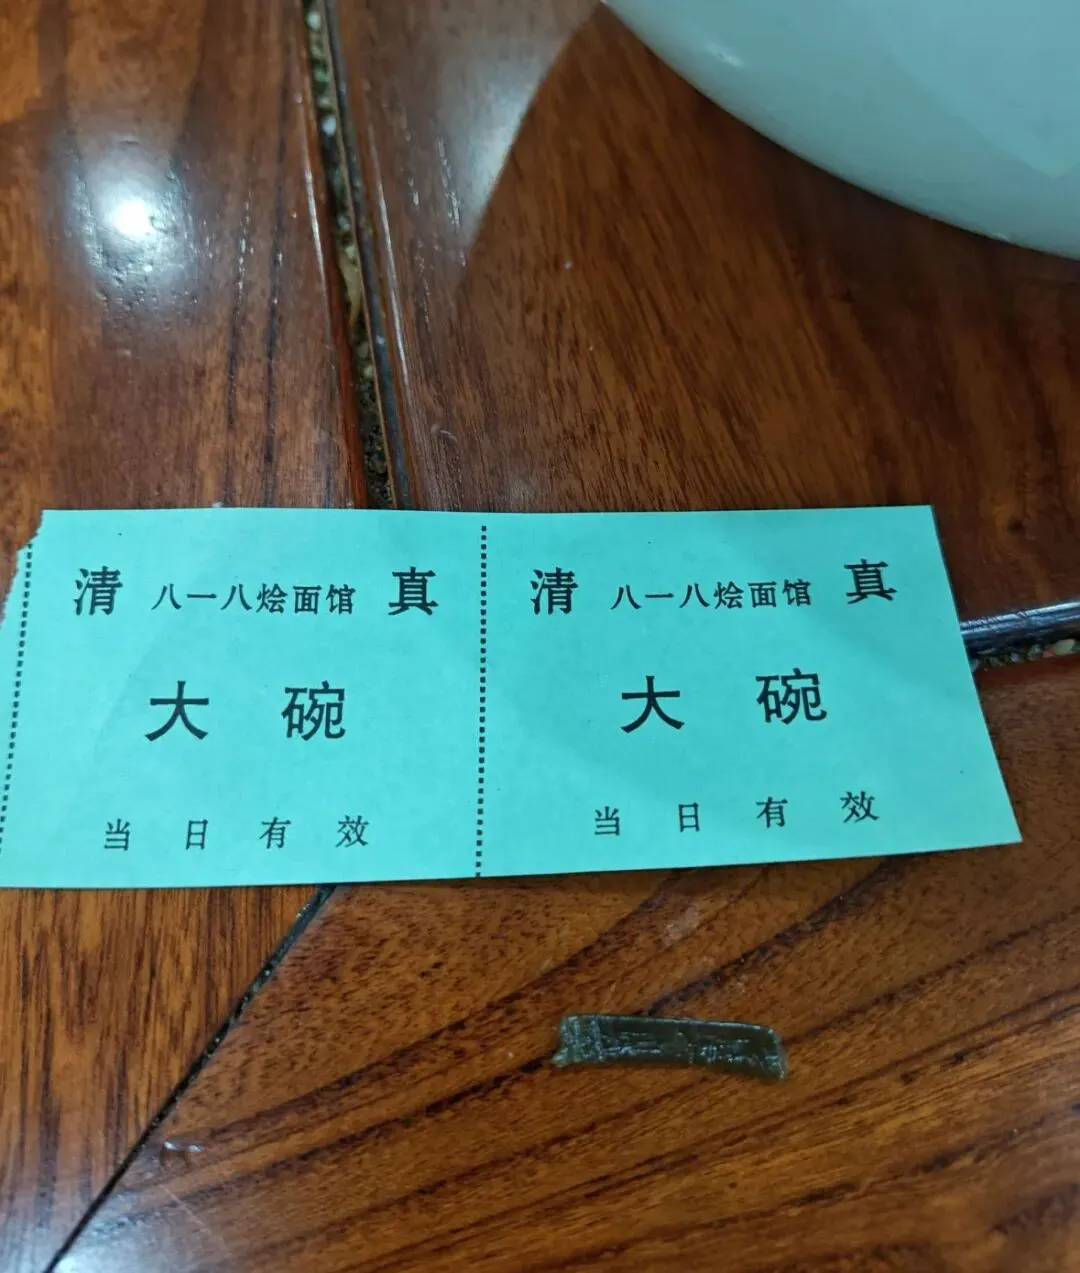 清 八一八烩面馆 真
大 碗
当 日 有 效
清 八一八烩面馆 真
大 碗
当 日 有 效